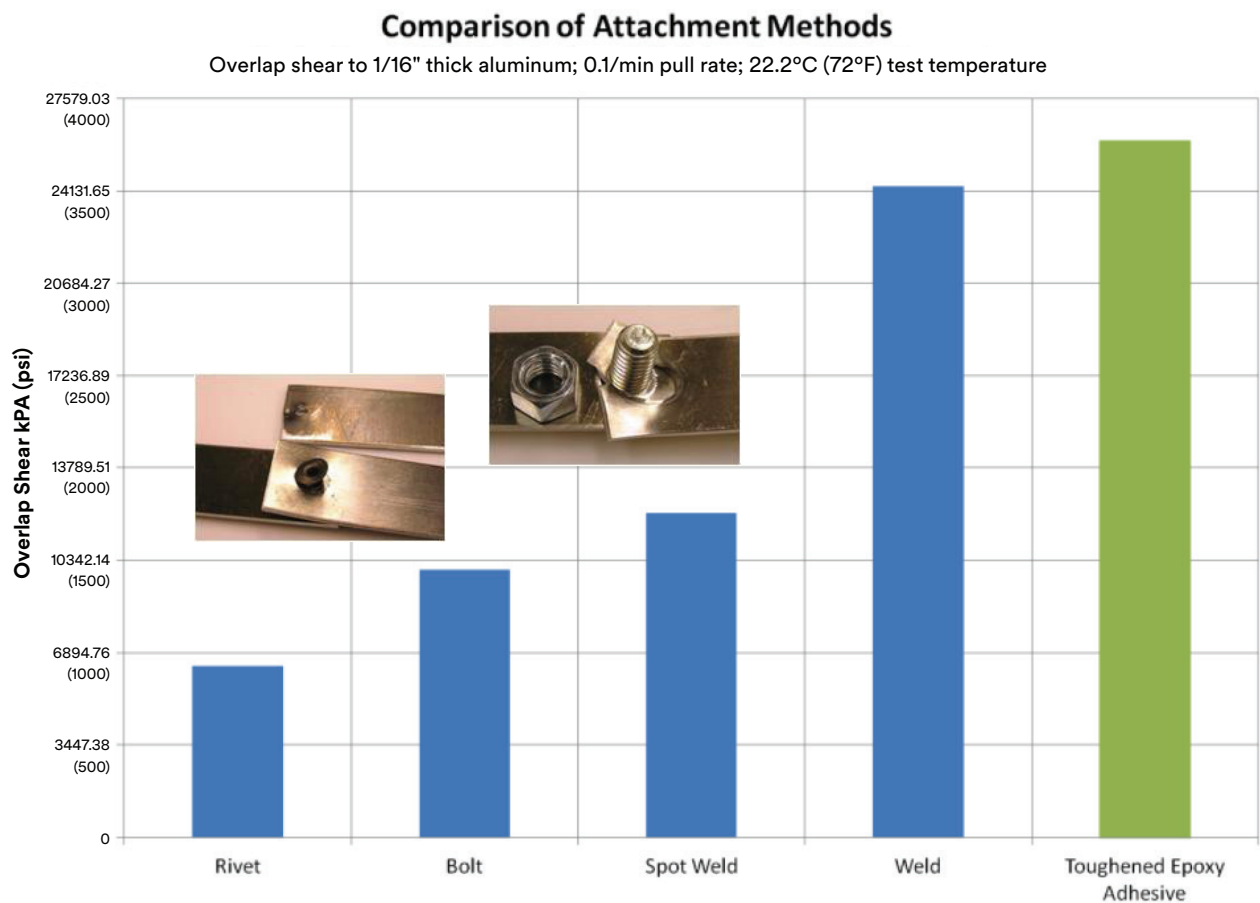 Comparison of Attachment Methods
Overlap shear to 1/16" thick aluminum; 0.1/min pull rate; 22.2°C (72°F) test temperature
Overlap Shear kPA (psi)
27579.03
(4000)
24131.65
(3500)
20684.27
(3000)
17236.89
(2500)
13789.51
(2000)
10342.14
(1500)
6894.76
(1000)
3447.38
(500)
0
Rivet
Bolt
Spot Weld
Weld
Toughened Epoxy
Adhesive